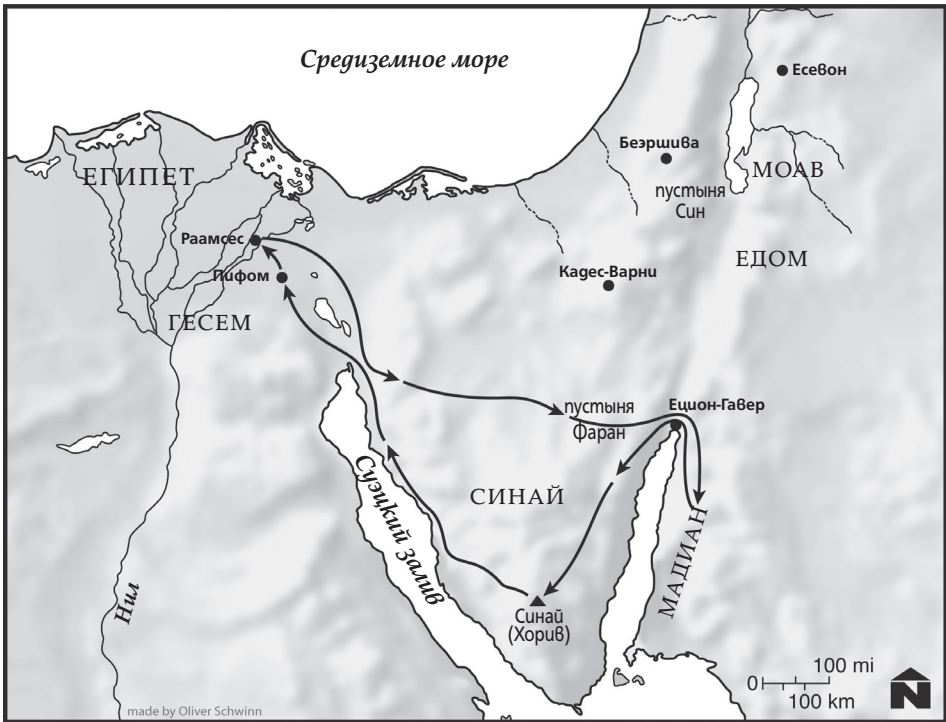 Средиземное море
Есевон
Беэршива
ЕГИПЕТ
МОАВ
пустыня
Син
Раамсес
ЕДОМ
Пифом
Кадес-Варни
ГЕСЕМ
пустыня
Фаран
Ецион-Гавер
Суэцкий залив
СИНАЙ
МАДИАН
Нил
Синай
(Хорив)
100 mi
0
100 km
N
made by Oliver Schwinn